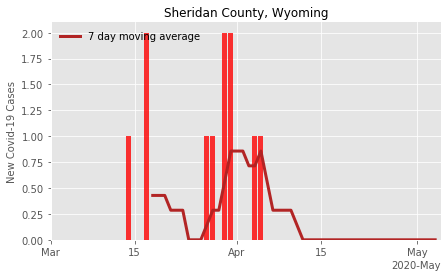 Sheridan County, Wyoming
7 day moving average
New Covid-19 Cases
2.00
1.75
1.50
1.25
1.00
0.75
0.50
0.25
0.00
Mar 15 Apr 15 May
2020-May